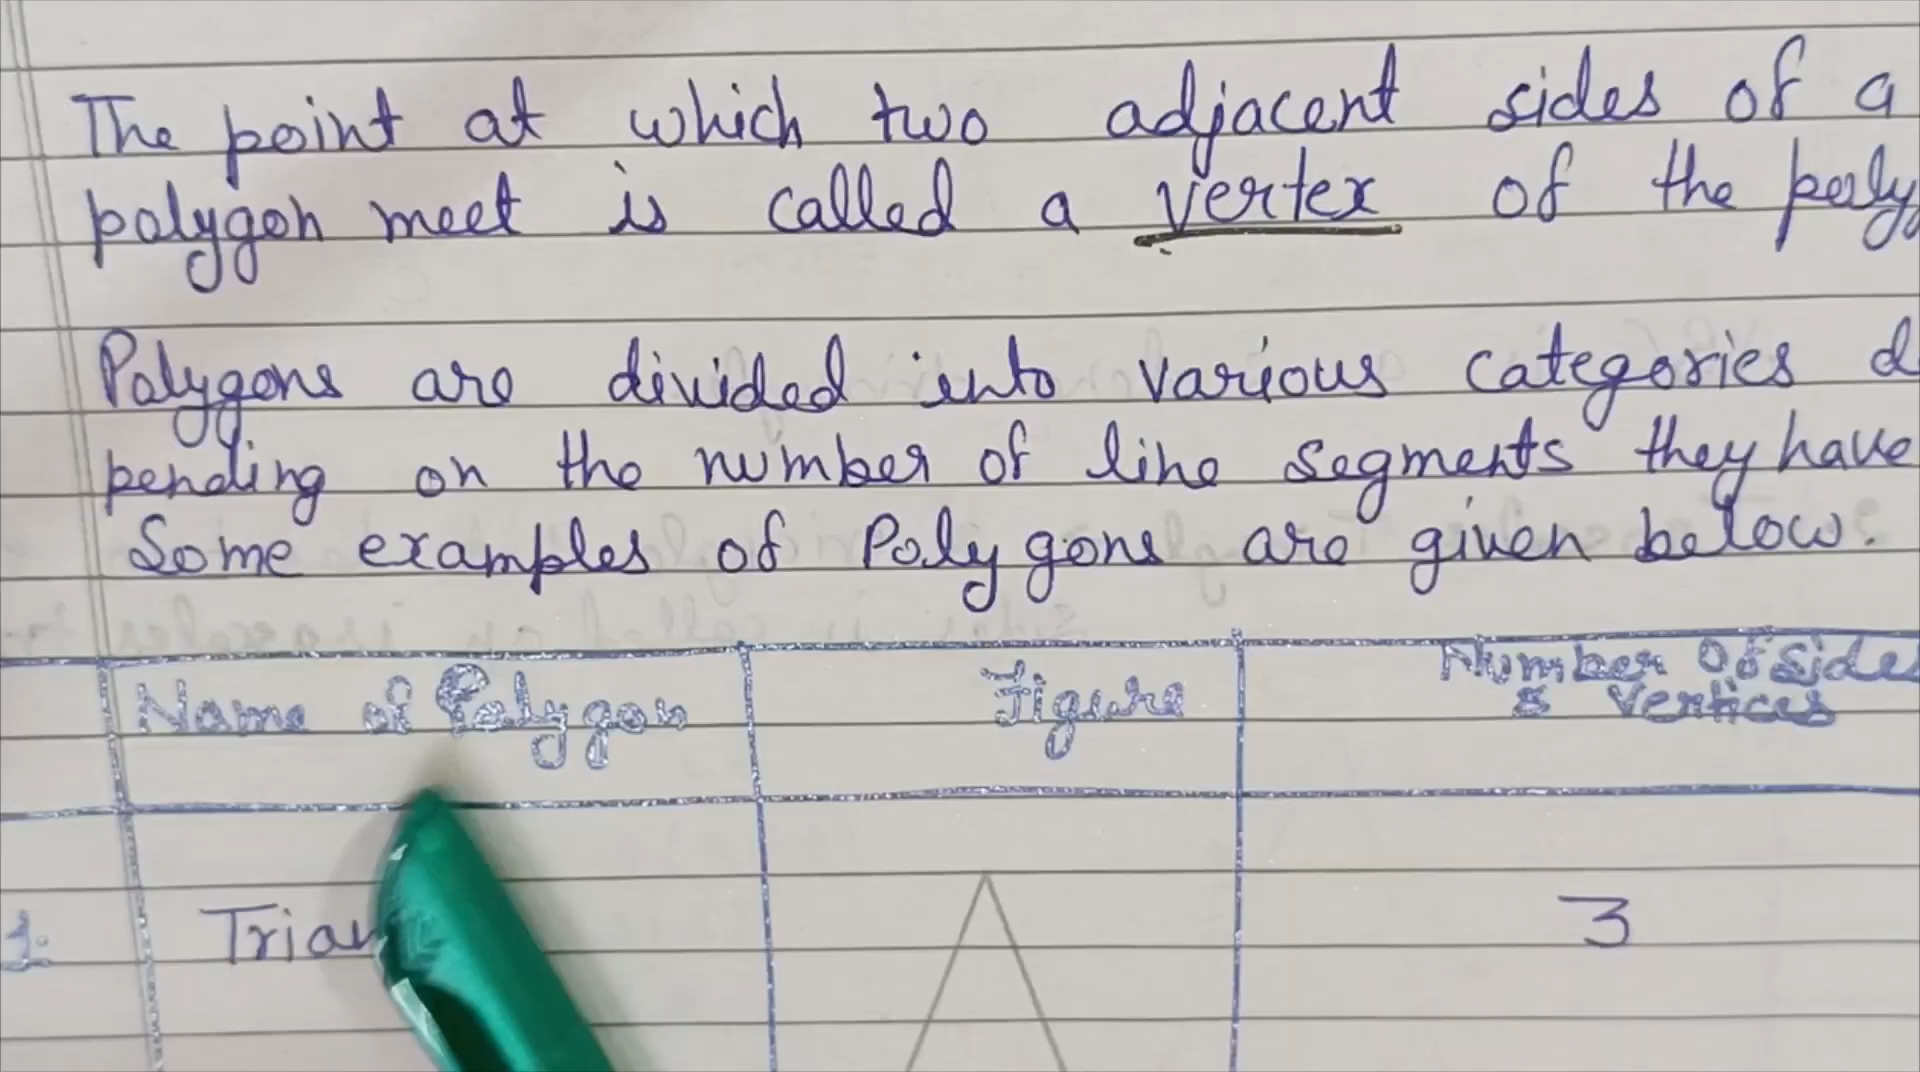 The point at which two adjacent sides of a
polygon meet is called a vertex of the poly
Polygons are divided into various categories d
pending on the number of line segments they have
Some examples of Polygons are given below.
Name of Polygon Figure Number of sides
& Vertices
1. Trian 3